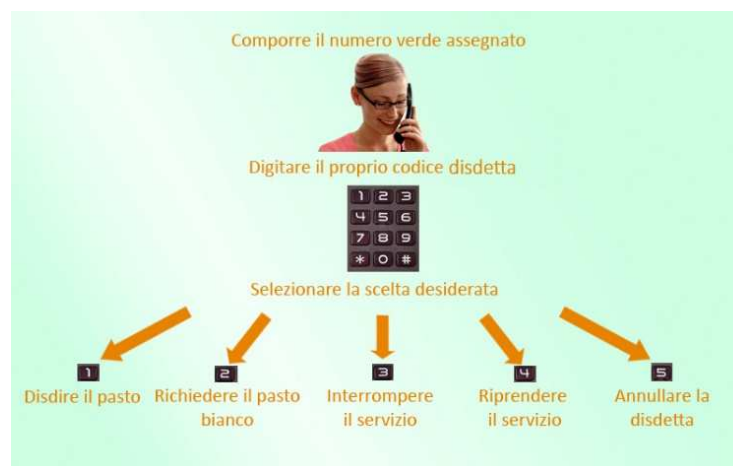 Comporre il numero verde assegnato
Digitare il proprio codice disdetta
1 2 3
4 5 6
7 8 9
* 0 #
Selezionare la scelta desiderata
1
Disdire il pasto
2
Richiedere il pasto
bianco
3
Interrompere
il servizio
4
Riprendere
il servizio
5
Annullare la
disdetta